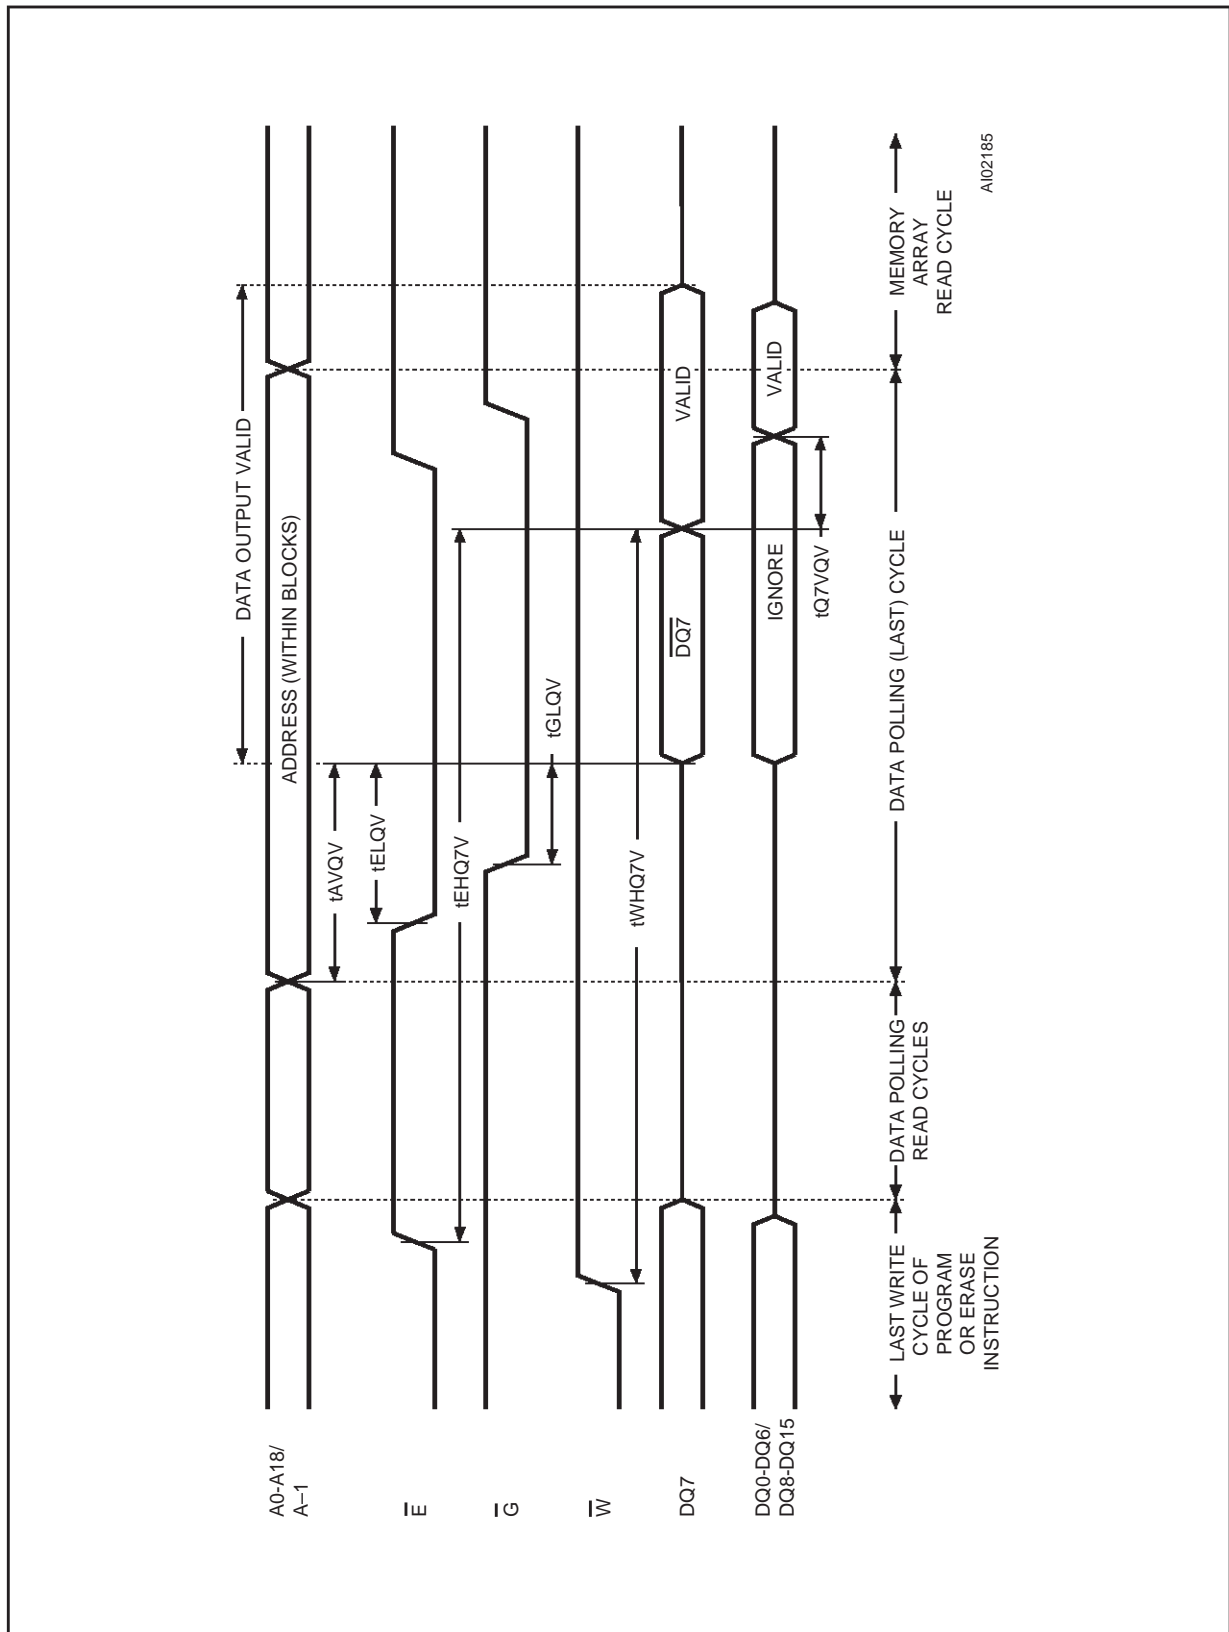 A0-A18/
A–1
ADDRESS (WITHIN BLOCKS)
DATA OUTPUT VALID
tAVQV
tELQV
E̅
tEHQ7V
G̅
tGLQV
W̅
tWHQ7V
DQ7
D̅Q̅7̅
VALID
DQ0-DQ6/
DQ8-DQ15
IGNORE
VALID
tQ7VQV
LAST WRITE
CYCLE OF
PROGRAM
OR ERASE
INSTRUCTION
DATA POLLING
READ CYCLES
DATA POLLING (LAST) CYCLE
MEMORY
ARRAY
READ CYCLE
AI02185